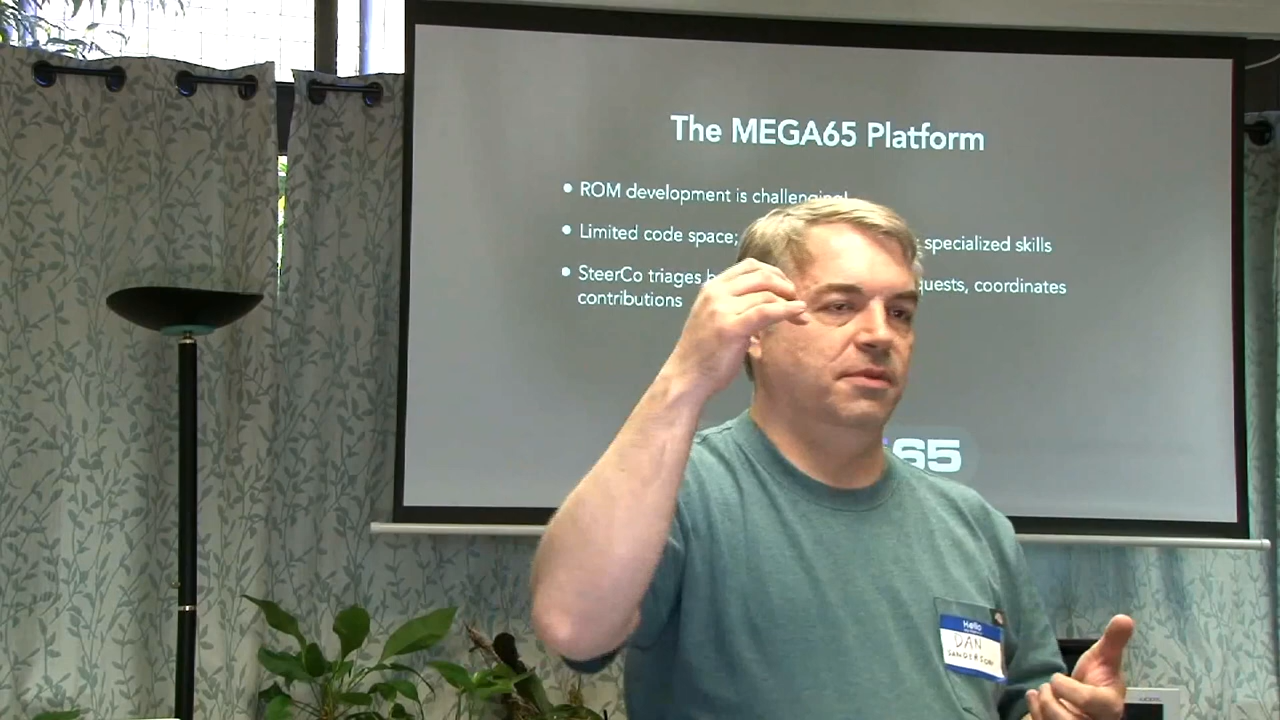 The MEGA65 Platform
• ROM development is challenging!
• Limited code space; specialized skills
• SteerCo triages quests, coordinates
contributions
65
Hello
DAN
SANDERSON